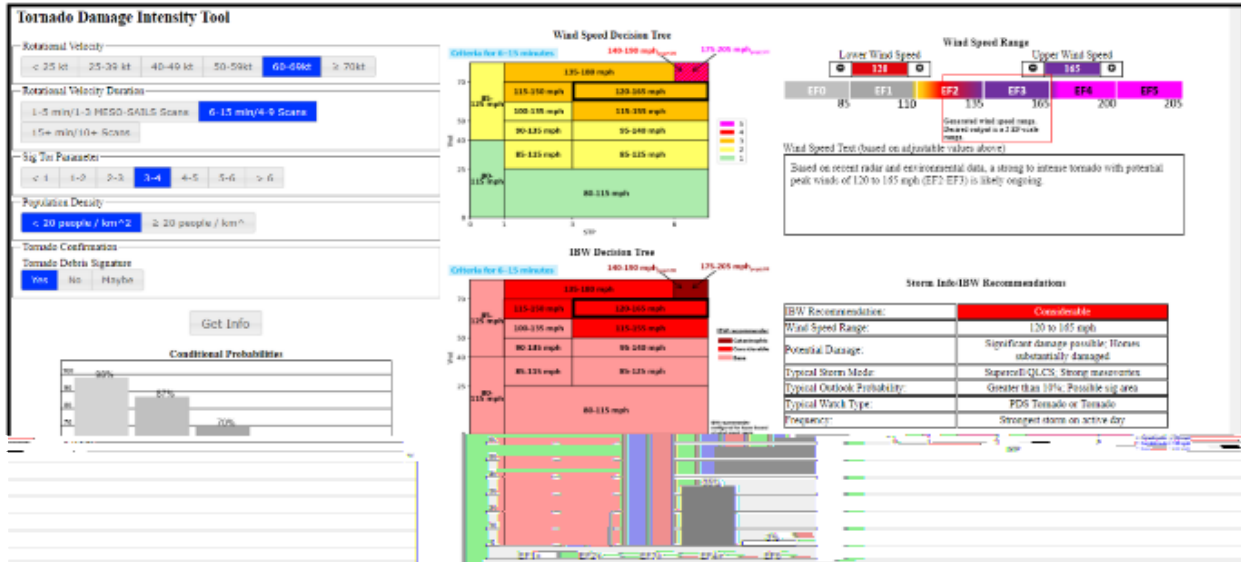 Tornado Damage Intensity Tool
Rotational Velocity
< 25 kt 25-39 kt 40-49 kt 50-59kt 60-69kt ≥ 70kt
Rotational Velocity Duration
1-5 min/1-3 MESO-SAILS Scans 6-15 min/4-9 Scans
15+ min/10+ Scans
Sig Tor Parameter
< 1 1-2 2-3 3-4 4-5 5-6 > 6
Population Density
< 20 people / km^2 ≥ 20 people / km^
Tornado Confirmation
Tornado Debris Signature
Yes No Maybe
Get Info
Conditional Probabilities
87%
70%
Wind Speed Decision Tree
Criteria for 6-15 minutes
140-190 mph
175-205 mph
135-180 mph
115-150 mph 120-165 mph
100-135 mph 115-155 mph
90-135 mph 95-140 mph
85-115 mph 85-125 mph
80-115 mph
STP
IBW Decision Tree
Criteria for 6-15 minutes
140-190 mph
175-205 mph
135-180 mph
115-150 mph 120-165 mph
100-135 mph 115-155 mph
90-135 mph 95-140 mph
85-115 mph 85-125 mph
80-115 mph
Wind Speed Range
Lower Wind Speed Upper Wind Speed
120 165
EF0 EF1 EF2 EF3 EF4 EF5
85 110 135 165 200 205
Generated wind speed range.
Desired output is a 2 EF-scale
range.
Wind Speed Text (based on adjustable values above)
Based on recent radar and environmental data, a strong to intense tornado with potential
peak winds of 120 to 165 mph (EF2-EF3) is likely ongoing.
Storm Info/IBW Recommendations
IBW Recommendation: Considerable
Wind Speed Range: 120 to 165 mph
Potential Damage: Significant damage possible; Homes
substantially damaged
Typical Storm Mode: Supercell/QLCS; Strong mesovortex
Typical Outlook Probability: Greater than 10%; Possible sig area
Typical Watch Type: PDS Tornado or Tornado
Frequency: Strongest storm on active day